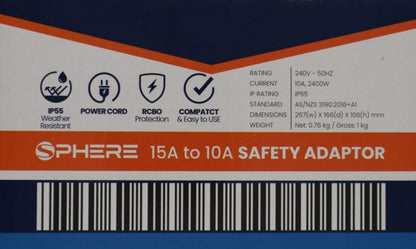 IP55
Weather
Resistant
POWER CORD
RCBO
Protection
COMPATCT
& Easy to USE
RATING 240V - 50HZ
CURRENT 10A, 2400W
IP RATING IP55
STANDARD AS/NZS 3190:2016+A1
DIMENSIONS 267(w) X 166(d) X 106(h) mm
WEIGHT Net: 0.76 kg / Gross: 1 kg
SPHERE 15A to 10A SAFETY ADAPTOR